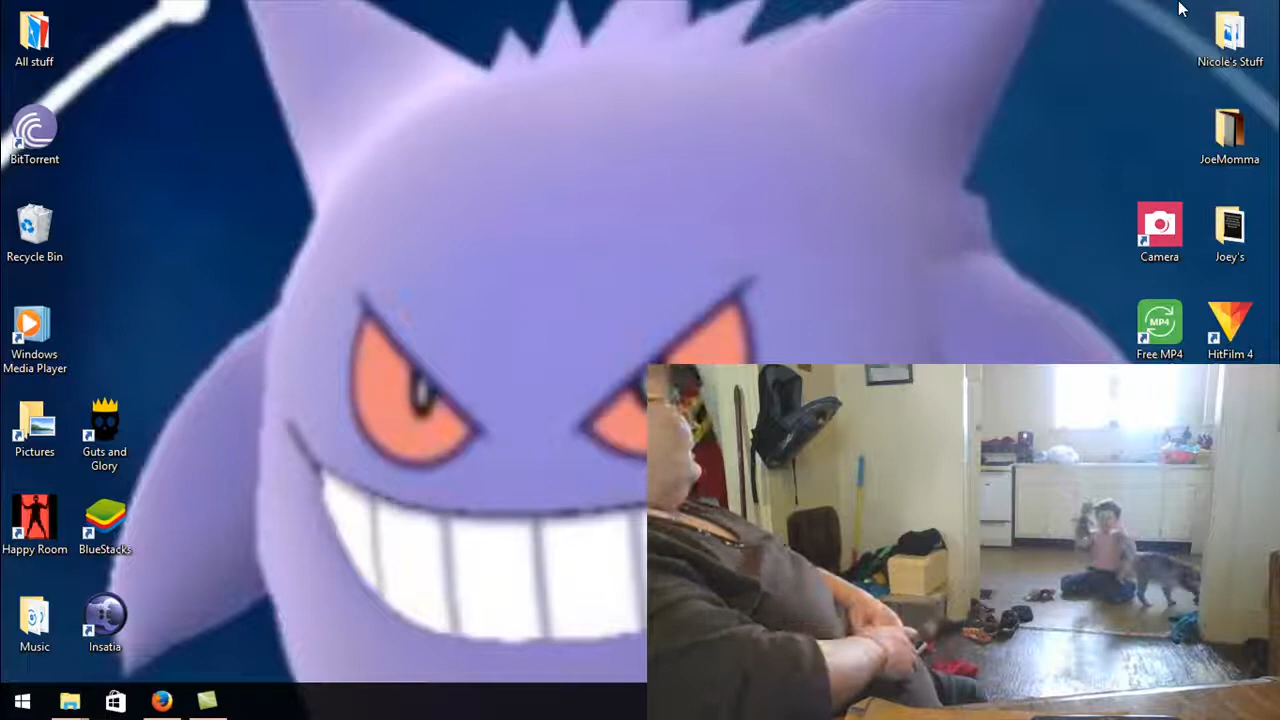 All stuff
Nicole's Stuff
BitTorrent
JoeMomma
Recycle Bin
Camera
Joey's
Windows
Media Player
MP4
Free MP4
HitFilm 4
Pictures
Guts and
Glory
Happy Room
BlueStacks
Music
Insatia